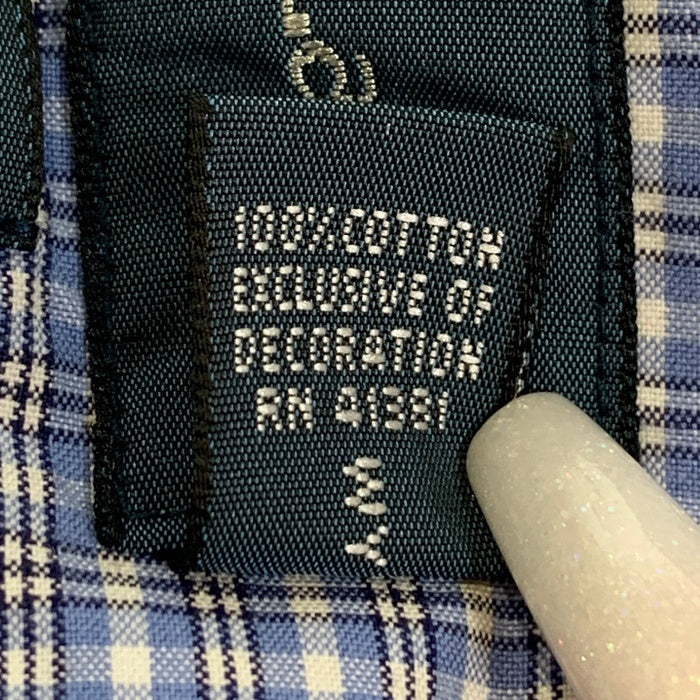 100% COTTON
EXCLUSIVE OF
DECORATION
RN 41381